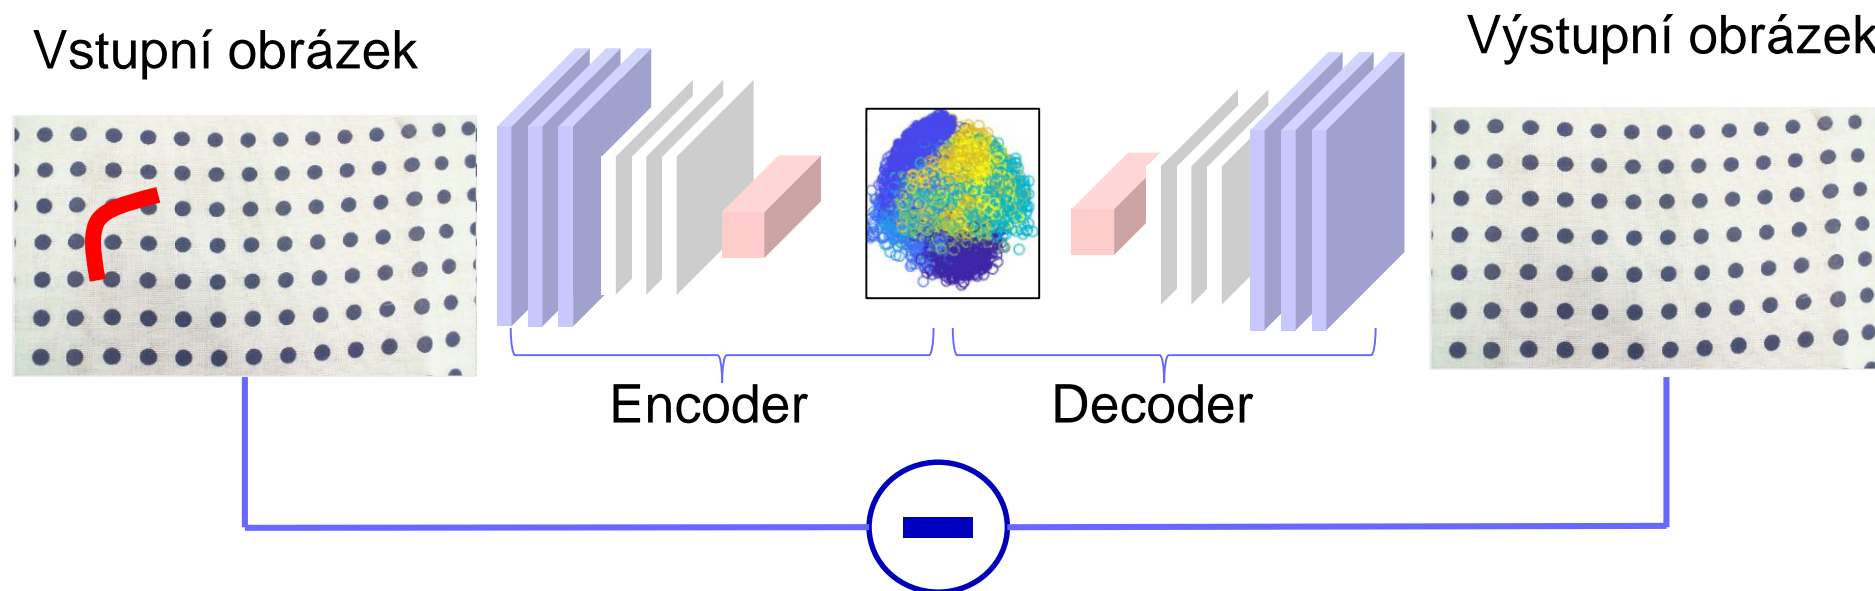 Vstupní obrázek
Výstupní obrázek
Encoder
Decoder